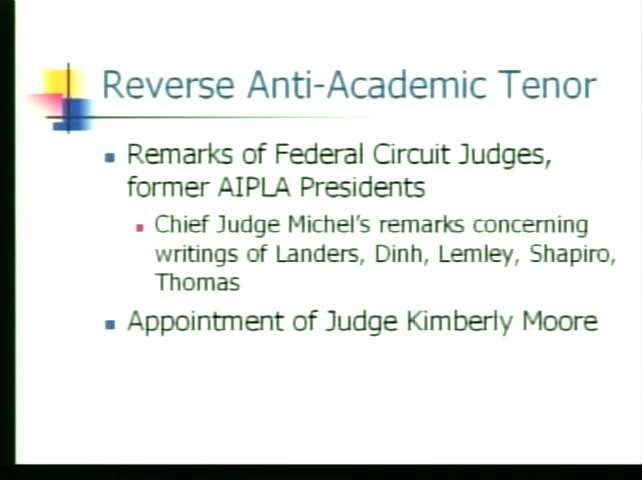 Reverse Anti-Academic Tenor
Remarks of Federal Circuit Judges,
former AIPLA Presidents
Chief Judge Michel's remarks concerning
writings of Landers, Dinh, Lemley, Shapiro,
Thomas
Appointment of Judge Kimberly Moore